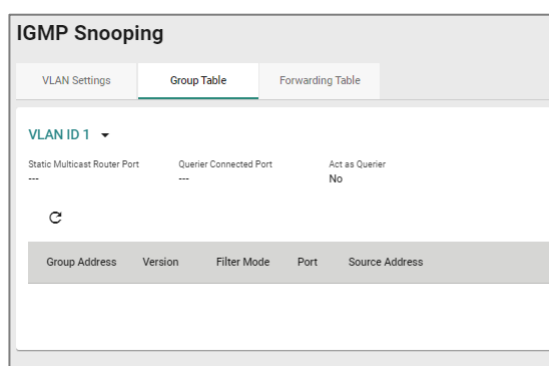 IGMP Snooping
VLAN Settings Group Table Forwarding Table
VLAN ID 1
Static Multicast Router Port Querier Connected Port Act as Querier
--- --- No
Group Address Version Filter Mode Port Source Address